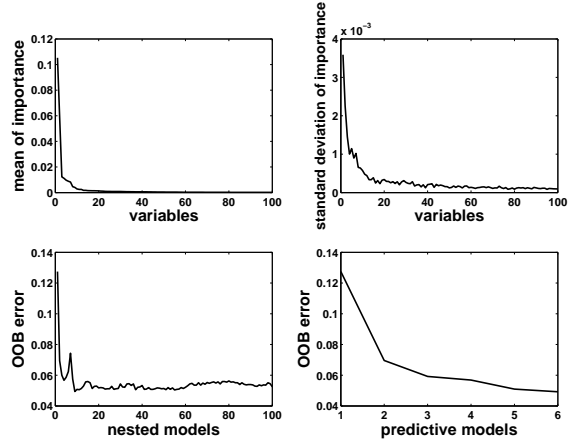 mean of importance
0.12
0.1
0.08
0.06
0.04
0.02
0
0 20 40 60 80 100
variables
standard deviation of importance
x 10⁻³
4
3
2
1
0
0 20 40 60 80 100
variables
OOB error
0.14
0.12
0.1
0.08
0.06
0.04
0 20 40 60 80 100
nested models
OOB error
0.14
0.12
0.1
0.08
0.06
0.04
1 2 3 4 5 6
predictive models